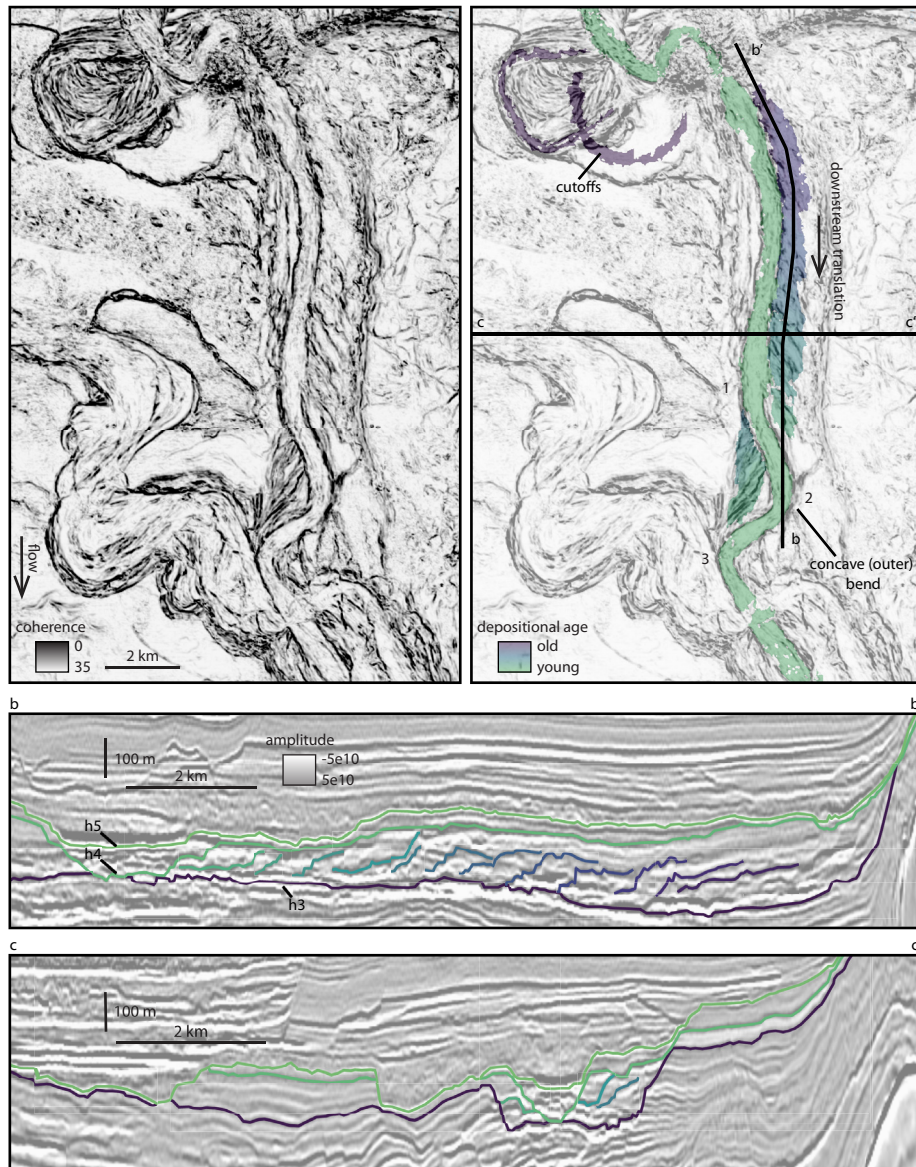 flow
coherence
0
35
2 km
b'
cutoffs
downstream translation
c
c'
1
2
b
3
concave (outer)
bend
depositional age
old
young
b
b
100 m
amplitude
-5e10
5e10
2 km
h5
h4
h3
c
c
100 m
2 km